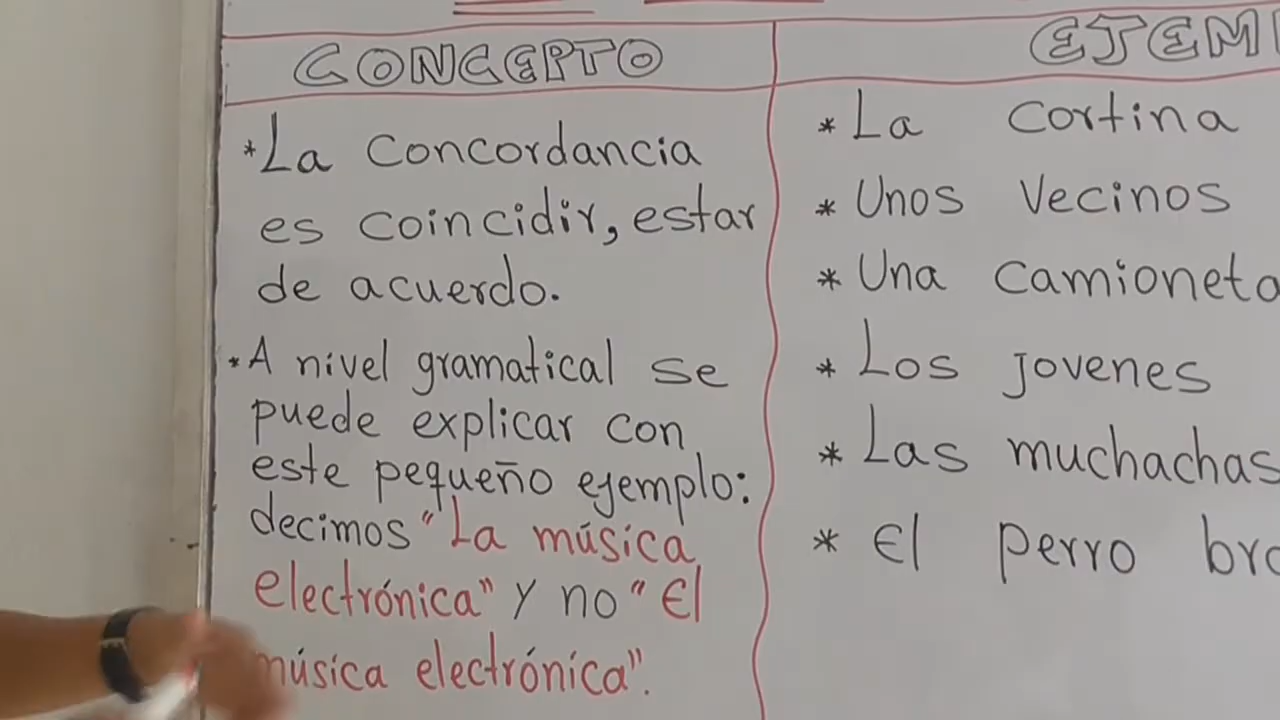 CONCEPTO
*La concordancia
es coincidir, estar
de acuerdo.
*A nivel gramatical se
puede explicar con
este pequeño ejemplo:
decimos "La música
electrónica" y no "El
música electrónica".
EJEM
* La cortina
* Unos vecinos
* Una camioneta
* Los jovenes
* Las muchachas
* El perro